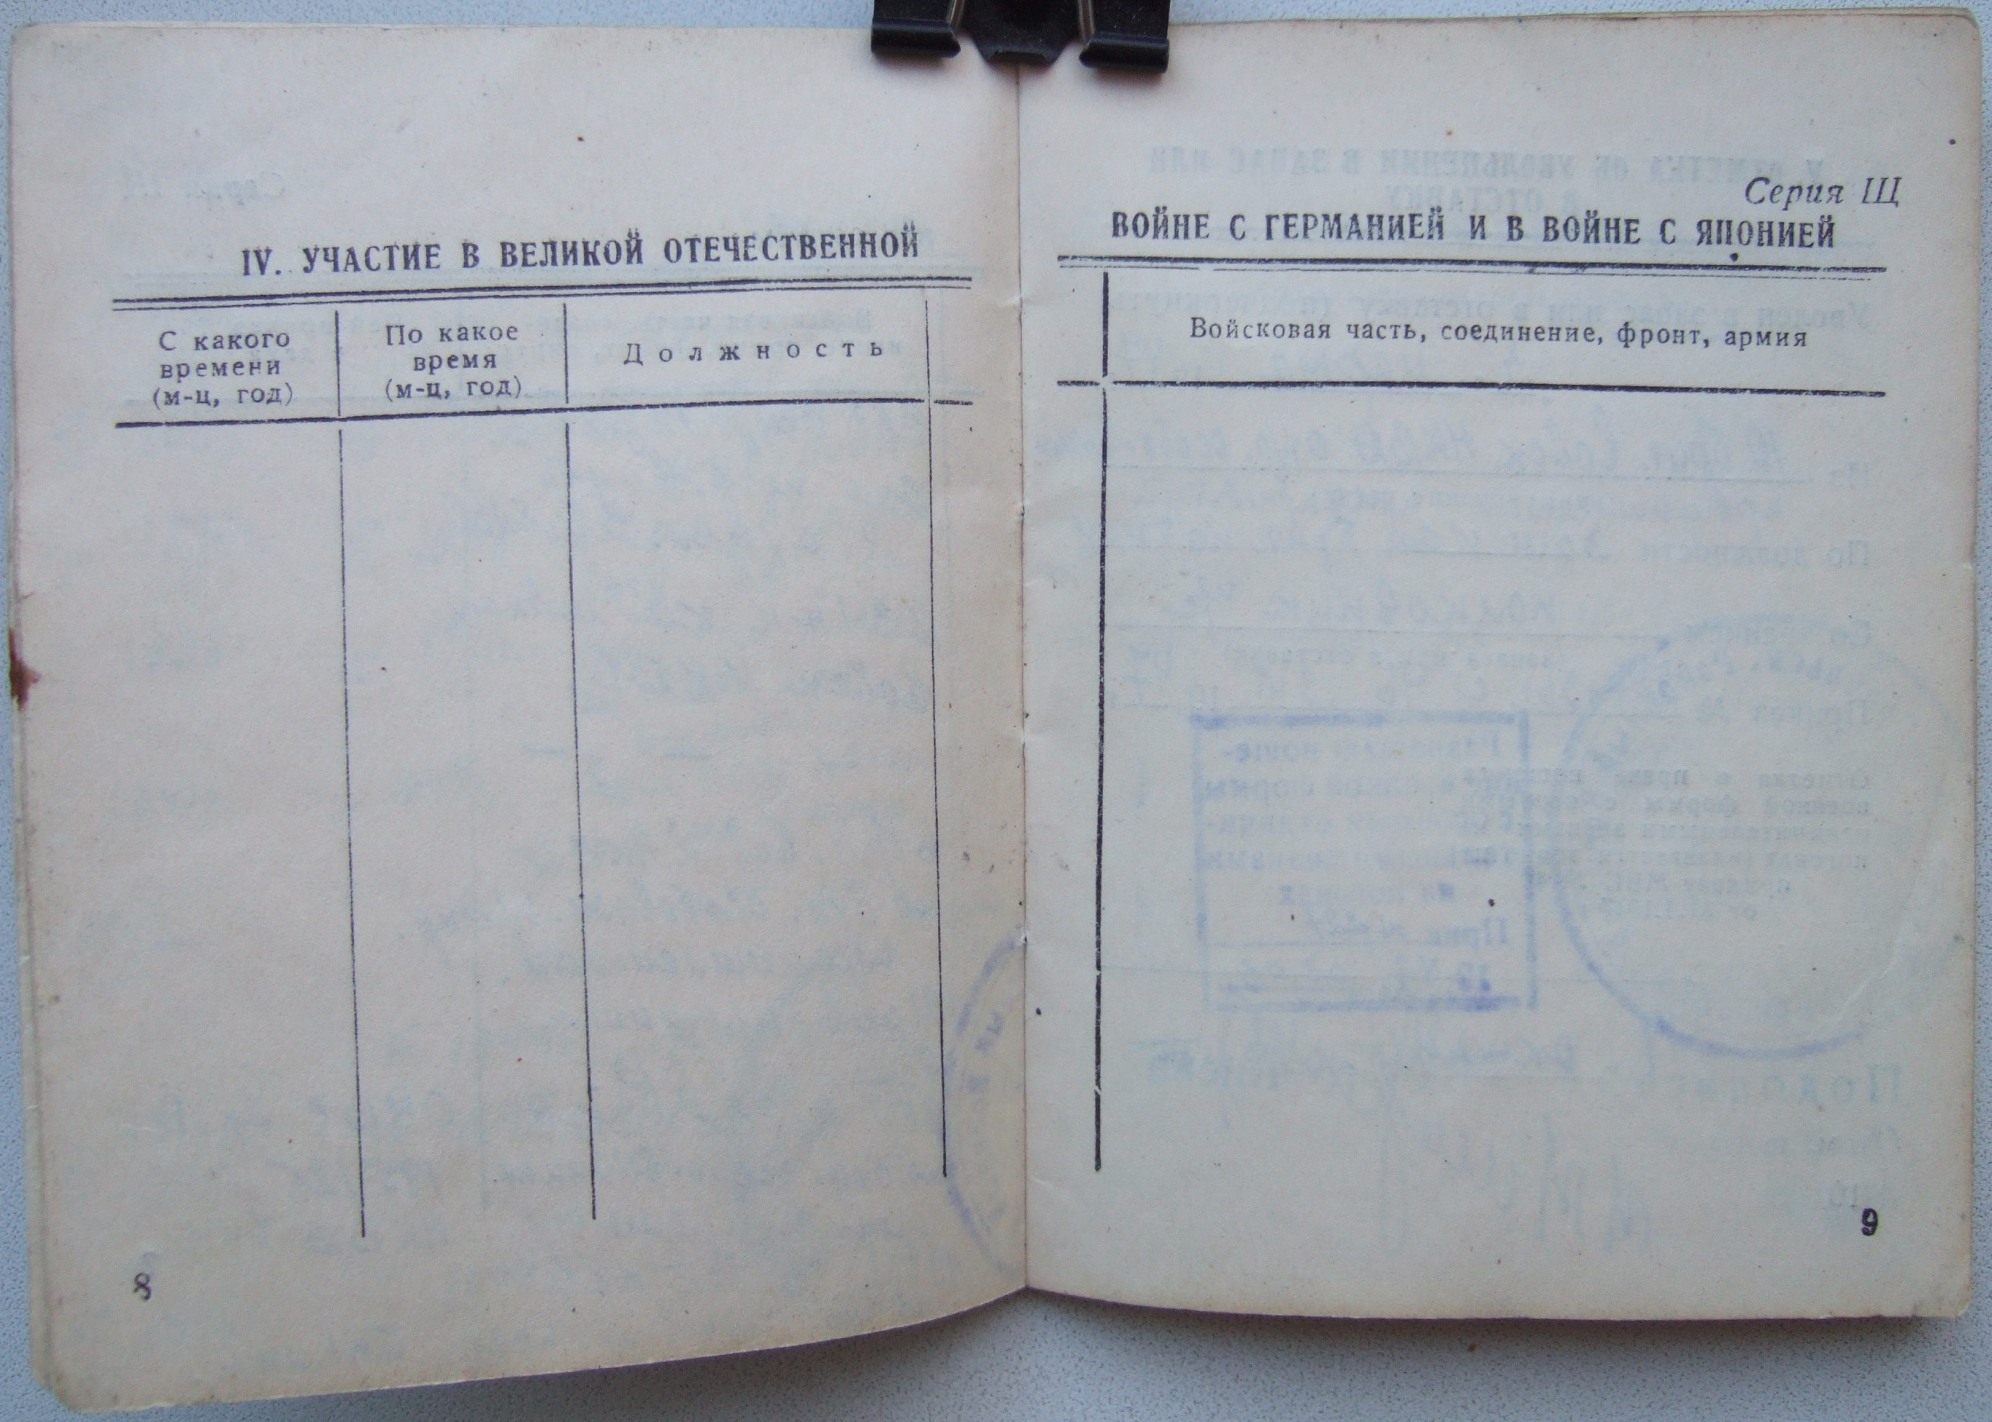 IV. УЧАСТИЕ В ВЕЛИКОЙ ОТЕЧЕСТВЕННОЙ
С какого
времени
(м-ц, год)
По какое
время
(м-ц, год)
Должность
8
Серия Щ
ВОЙНЕ С ГЕРМАНИЕЙ И В ВОЙНЕ С ЯПОНИЕЙ
Войсковая часть, соединение, фронт, армия
9